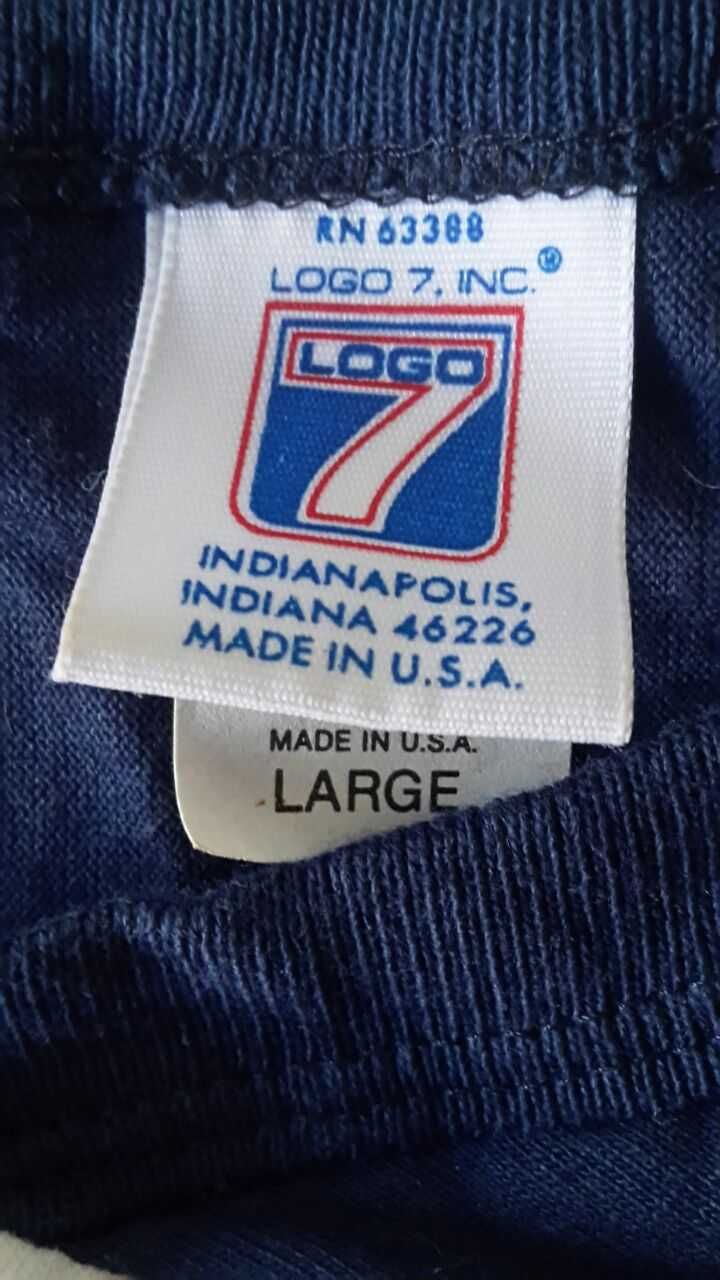 RN 63388
LOGO 7, INC.®
LOGO
7
INDIANAPOLIS,
INDIANA 46226
MADE IN U.S.A.
MADE IN U.S.A.
LARGE